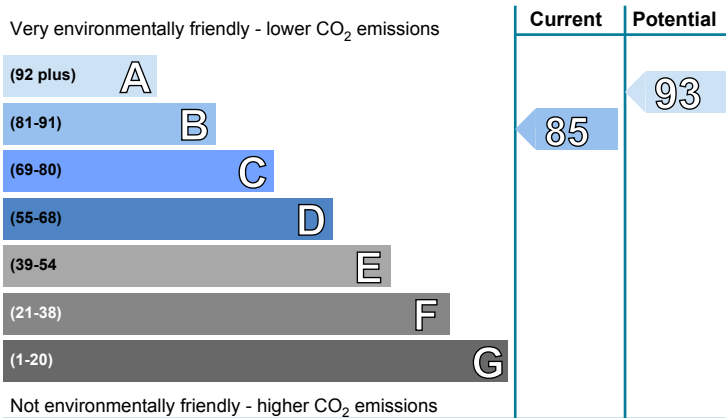 Very environmentally friendly - lower CO2 emissions
Current
Potential
(92 plus) A
93
(81-91) B
85
(69-80) C
(55-68) D
(39-54 E
(21-38) F
(1-20) G
Not environmentally friendly - higher CO2 emissions